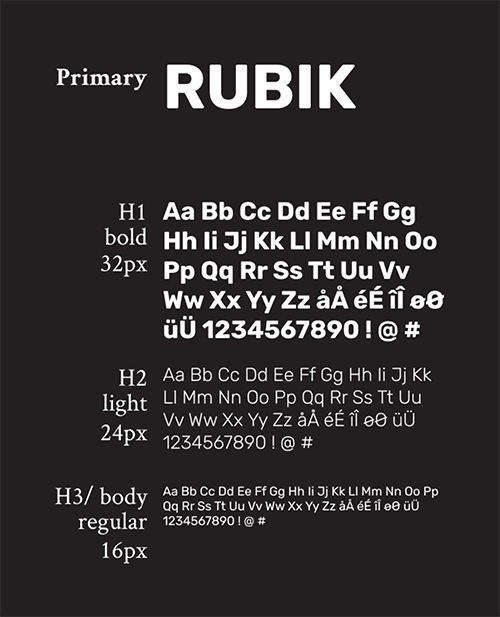 Primary RUBIK
H1
bold
32px
Aa Bb Cc Dd Ee Ff Gg
Hh Ii Jj Kk Ll Mm Nn Oo
Pp Qq Rr Ss Tt Uu Vv
Ww Xx Yy Zz åÅ éÉ îÎ øØ
üÜ 1234567890 ! @ #
H2
light
24px
Aa Bb Cc Dd Ee Ff Gg Hh Ii Jj Kk
Ll Mm Nn Oo Pp Qq Rr Ss Tt Uu
Vv Ww Xx Yy Zz åÅ éÉ îÎ øØ üÜ
1234567890 ! @ #
H3/ body
regular
16px
Aa Bb Cc Dd Ee Ff Gg Hh Ii Jj Kk Ll Mm Nn Oo Pp
Qq Rr Ss Tt Uu Vv Ww Xx Yy Zz åÅ éÉ îÎ øØ üÜ
1234567890 ! @ #